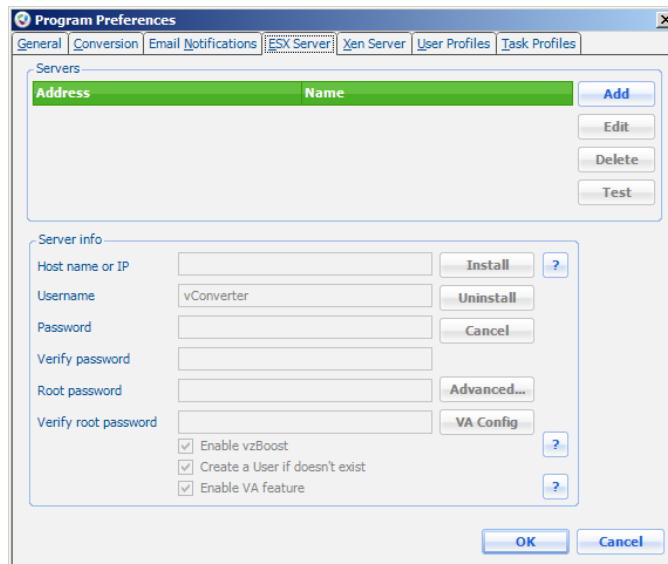 Program Preferences
General Conversion Email Notifications ESX Server Xen Server User Profiles Task Profiles
Servers
Address Name Add
Edit
Delete
Test
Server info
Host name or IP Install ?
Username vConverter Uninstall
Password Cancel
Verify password
Root password Advanced...
Verify root password VA Config
Enable vzBoost ?
Create a User if doesn't exist
Enable VA feature ?
OK Cancel